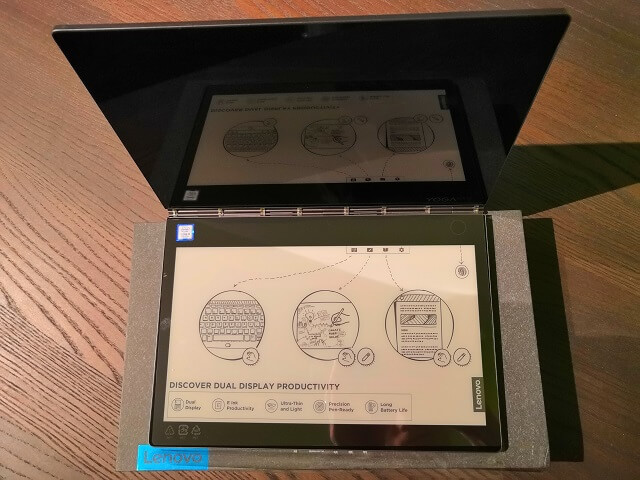 DISCOVER DUAL DISPLAY PRODUCTIVITY
Dual
Display
E Ink
Productivity
Ultra-Thin
and Light
Precision
Pen-Ready
Long
Battery Life
Lenovo
Lenovo